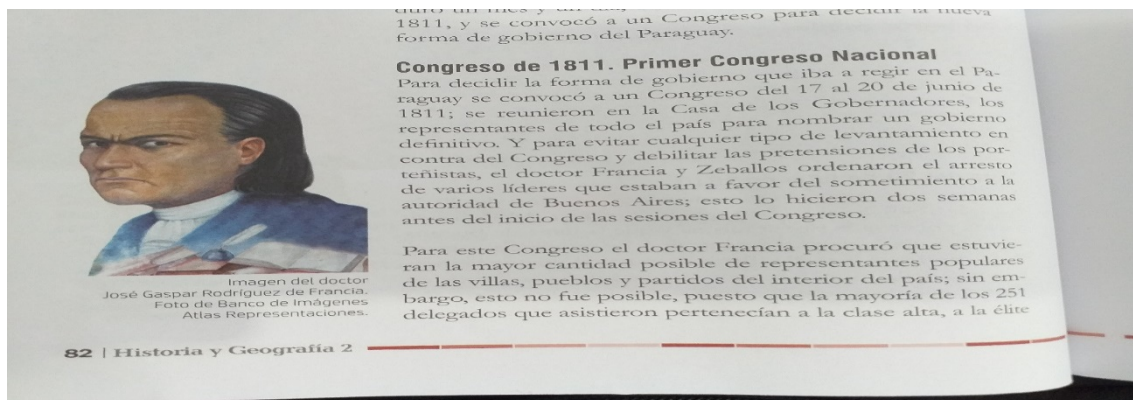 1811, y se convocó a un Congreso para decidir la nueva
forma de gobierno del Paraguay.
Congreso de 1811. Primer Congreso Nacional
Para decidir la forma de gobierno que iba a regir en el Pa-
raguay se convocó a un Congreso del 17 al 20 de junio de
1811; se reunieron en la Casa de los Gobernadores, los
representantes de todo el país para nombrar un gobierno
definitivo. Y para evitar cualquier tipo de levantamiento en
contra del Congreso y debilitar las pretensiones de los por-
teñistas, el doctor Francia y Zeballos ordenaron el arresto
de varios líderes que estaban a favor del sometimiento a la
autoridad de Buenos Aires; esto lo hicieron dos semanas
antes del inicio de las sesiones del Congreso.
Para este Congreso el doctor Francia procuró que estuvie-
ran la mayor cantidad posible de representantes populares
de las villas, pueblos y partidos del interior del país; sin em-
bargo, esto no fue posible, puesto que la mayoría de los 251
delegados que asistieron pertenecían a la clase alta, a la élite
Imagen del doctor
José Gaspar Rodríguez de Francia.
Foto de Banco de Imágenes
Atlas Representaciones.
82 | Historia y Geografía 2